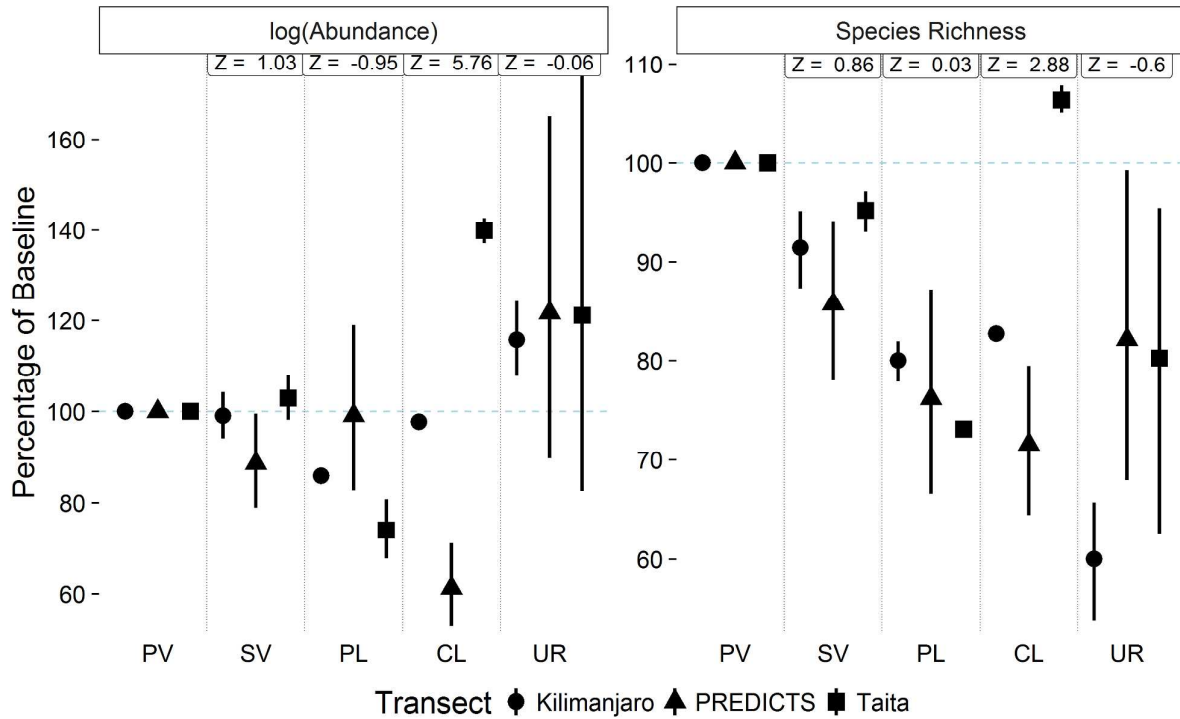 log(Abundance)
Species Richness
Z = 1.03 Z = -0.95 Z = 5.76 Z = -0.06
Z = 0.86 Z = 0.03 Z = 2.88 Z = -0.6
Percentage of Baseline
160
140
120
100
80
60
110
100
90
80
70
60
PV SV PL CL UR
PV SV PL CL UR
Transect Kilimanjaro PREDICTS Taita